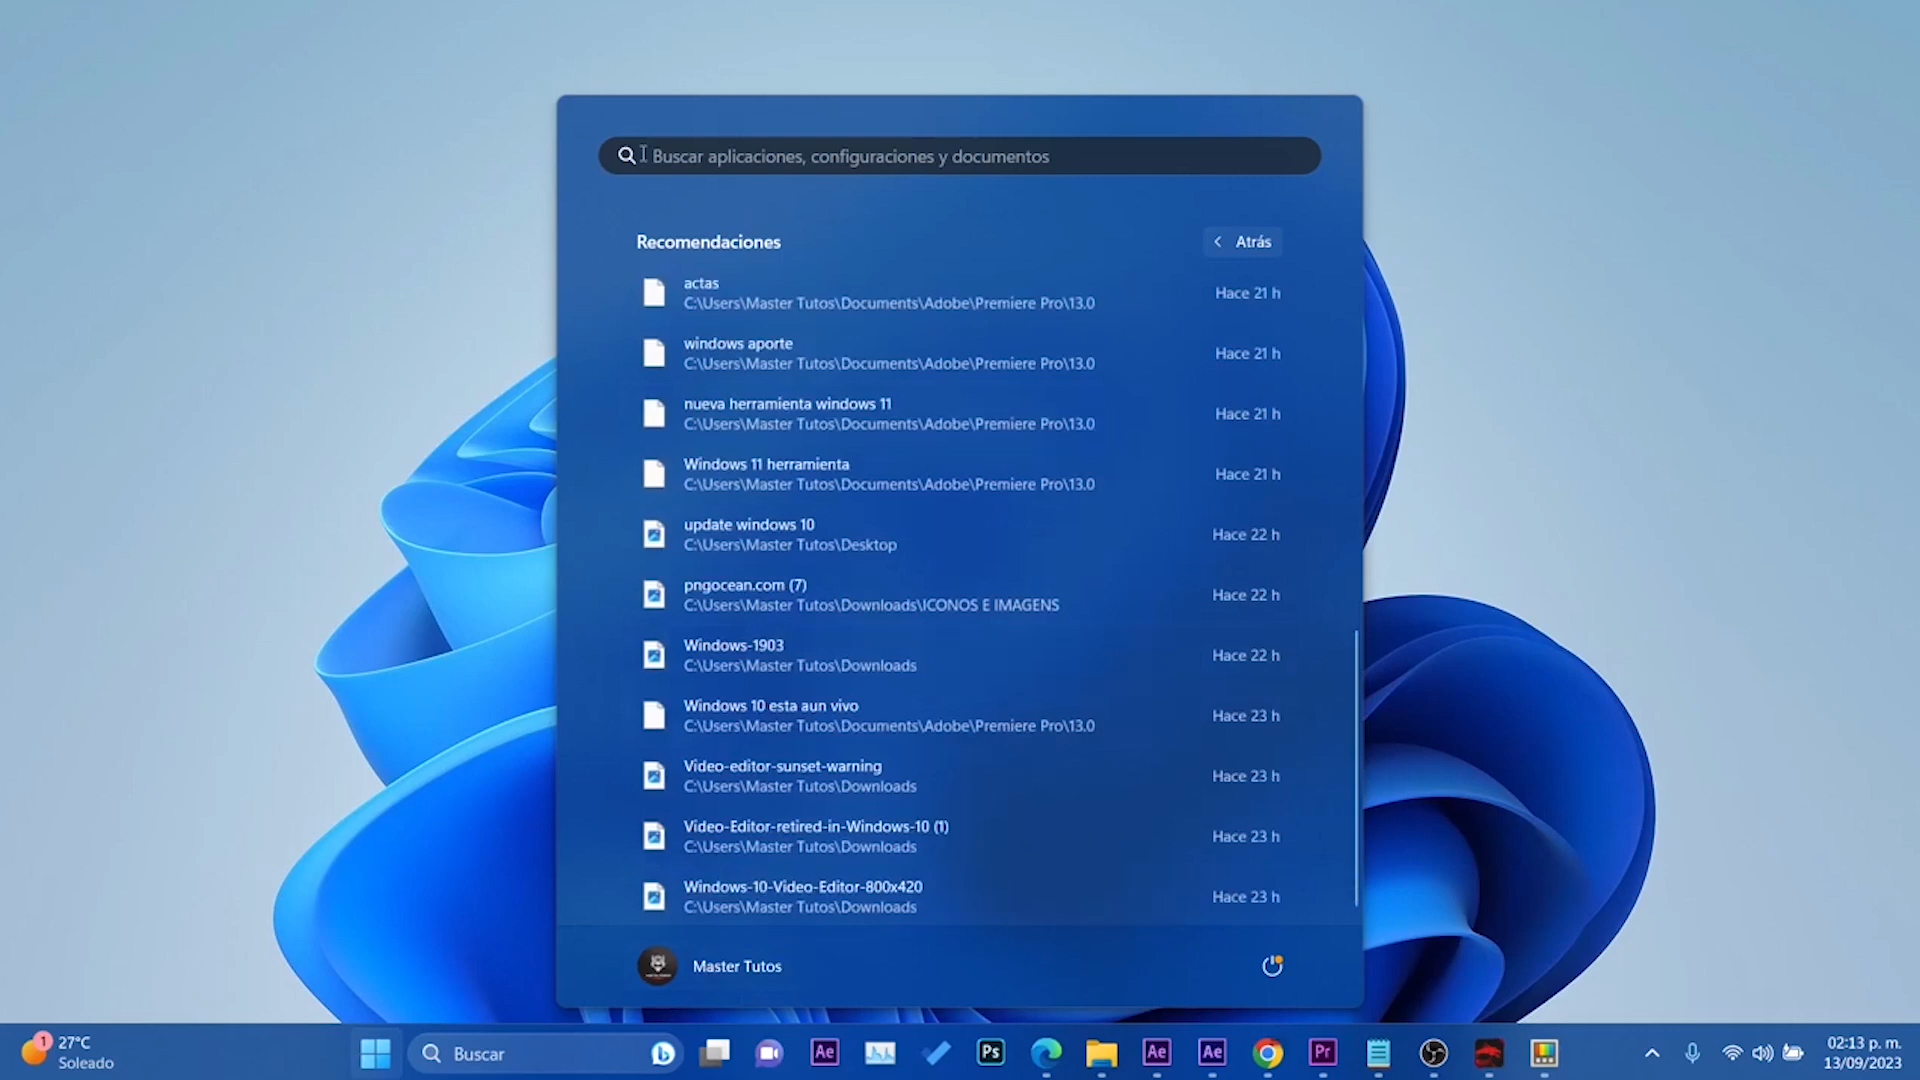 Buscar aplicaciones, configuraciones y documentos
Recomendaciones
Atrás
actas
C:\Users\Master Tutos\Documents\Adobe\Premiere Pro\13.0
Hace 21 h
windows aporte
C:\Users\Master Tutos\Documents\Adobe\Premiere Pro\13.0
Hace 21 h
nueva herramienta windows 11
C:\Users\Master Tutos\Documents\Adobe\Premiere Pro\13.0
Hace 21 h
Windows 11 herramienta
C:\Users\Master Tutos\Documents\Adobe\Premiere Pro\13.0
Hace 21 h
update windows 10
C:\Users\Master Tutos\Desktop
Hace 22 h
pngocean.com (7)
C:\Users\Master Tutos\Downloads\ICONOS E IMAGENS
Hace 22 h
Windows-1903
C:\Users\Master Tutos\Downloads
Hace 22 h
Windows 10 esta aun vivo
C:\Users\Master Tutos\Documents\Adobe\Premiere Pro\13.0
Hace 23 h
Video-editor-sunset-warning
C:\Users\Master Tutos\Downloads
Hace 23 h
Video-Editor-retired-in-Windows-10 (1)
C:\Users\Master Tutos\Downloads
Hace 23 h
Windows-10-Video-Editor-800x420
C:\Users\Master Tutos\Downloads
Hace 23 h
Master Tutos
1
27°C
Soleado
Buscar
Ae
Ps
Ae
Ae
Pr
02:13 p. m.
13/09/2023